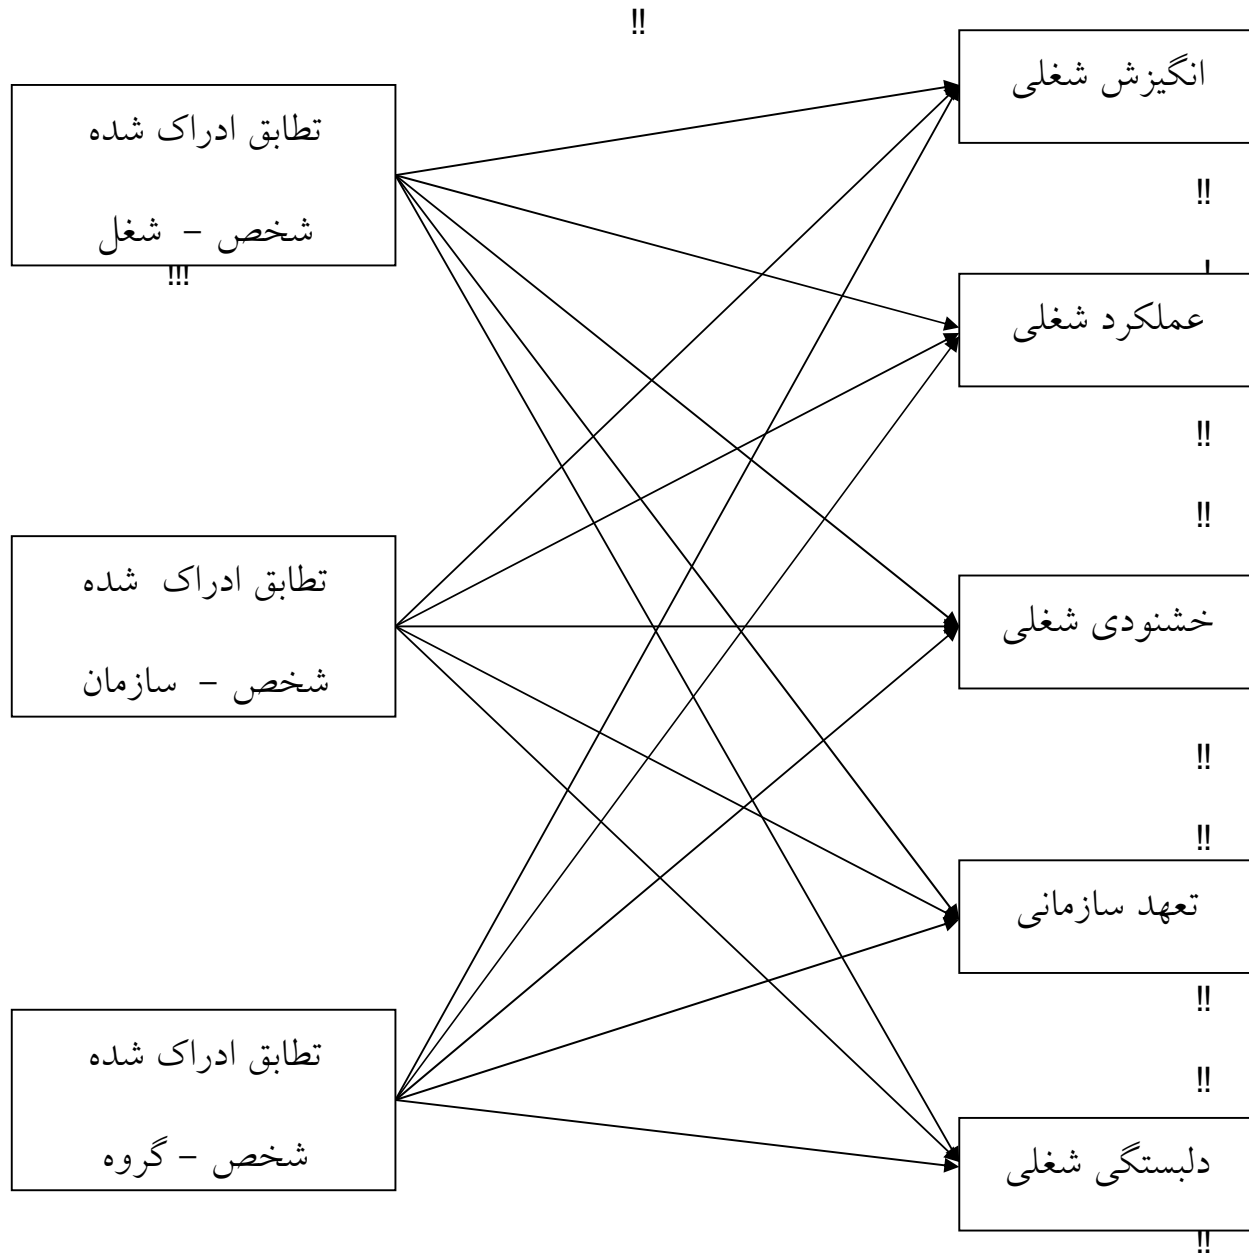 !!
انگیزش شغلی
تطابق ادراک شده
شخص – شغل
!!!
!!
!
عملکرد شغلی
!!
!!
تطابق ادراک شده
شخص – سازمان
خشنودی شغلی
!!
!!
تعهد سازمانی
!!
تطابق ادراک شده
شخص – گروه
!!
دلبستگی شغلی
!!